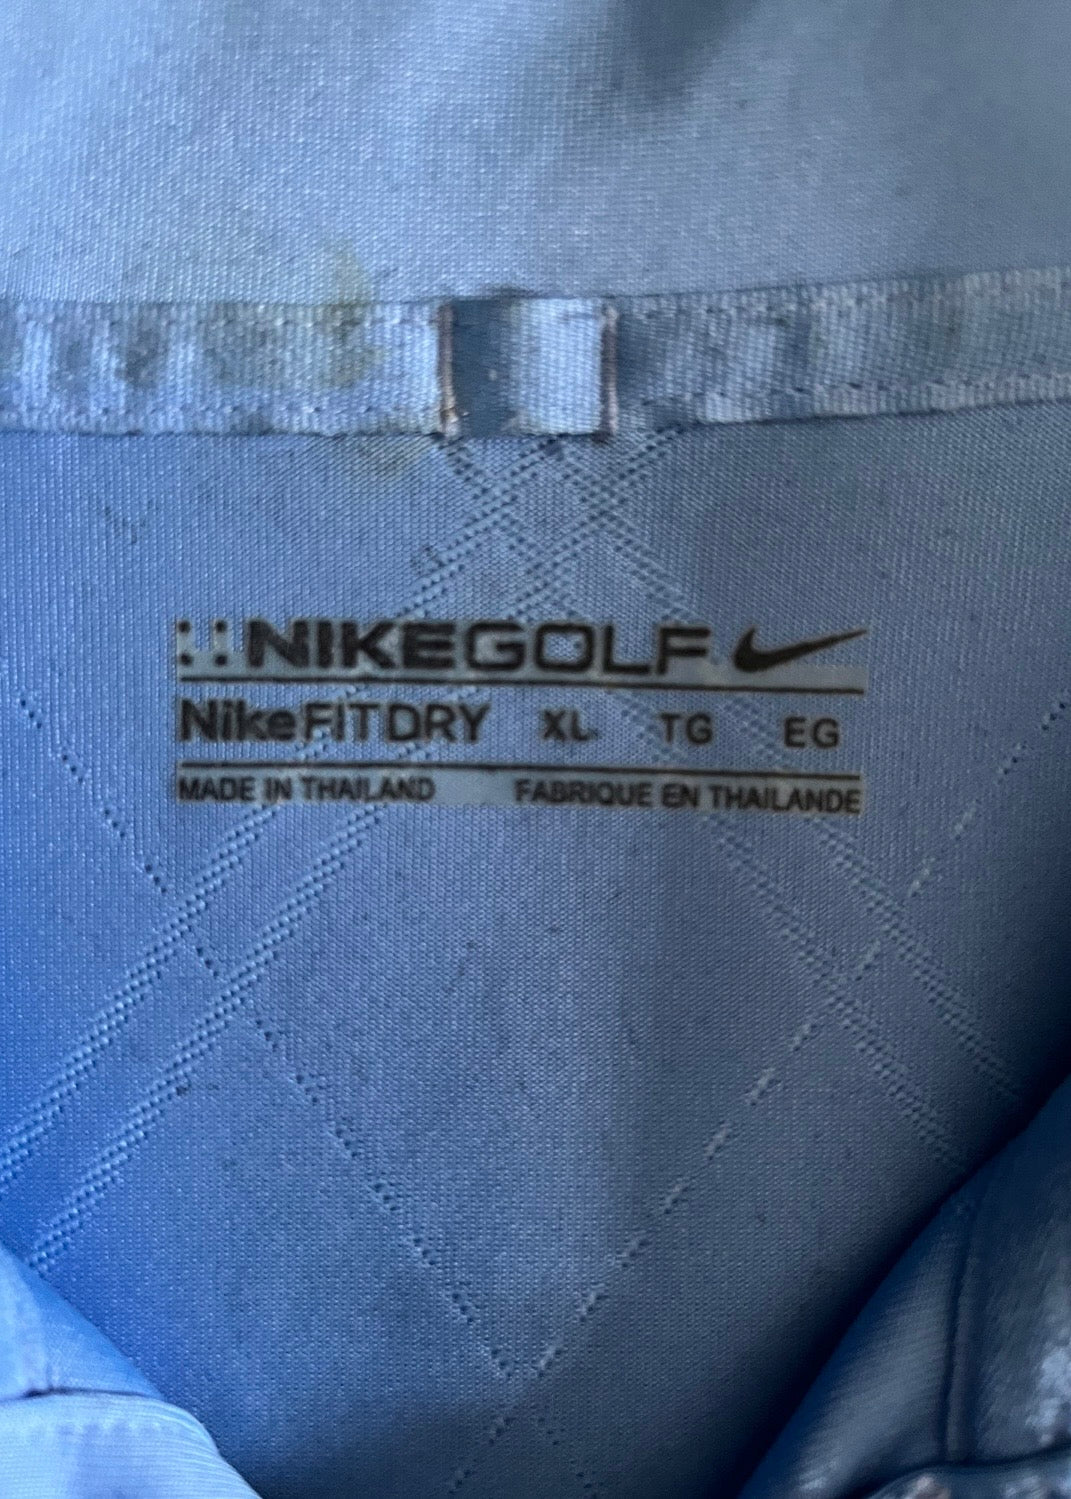 NIKEGOLF
NikeFITDRY XL TG EG
MADE IN THAILAND FABRIQUE EN THAILANDE